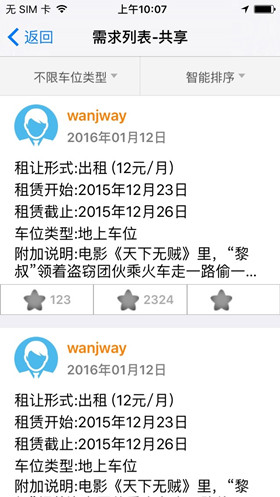 无 SIM 卡 上午10:07
返回 需求列表-共享
不限车位类型 智能排序
wanjway
2016年01月12日
租让形式:出租 (12元/月)
租赁开始:2015年12月23日
租赁截止:2015年12月26日
车位类型:地上车位
附加说明:电影《天下无贼》里，“黎
叔”领着盗窃团伙乘火车走一路偷一...
123 2324
wanjway
2016年01月12日
租让形式:出租 (12元/月)
租赁开始:2015年12月23日
租赁截止:2015年12月26日
车位类型:地上车位
附加说明:电影《天下无贼》里，“黎